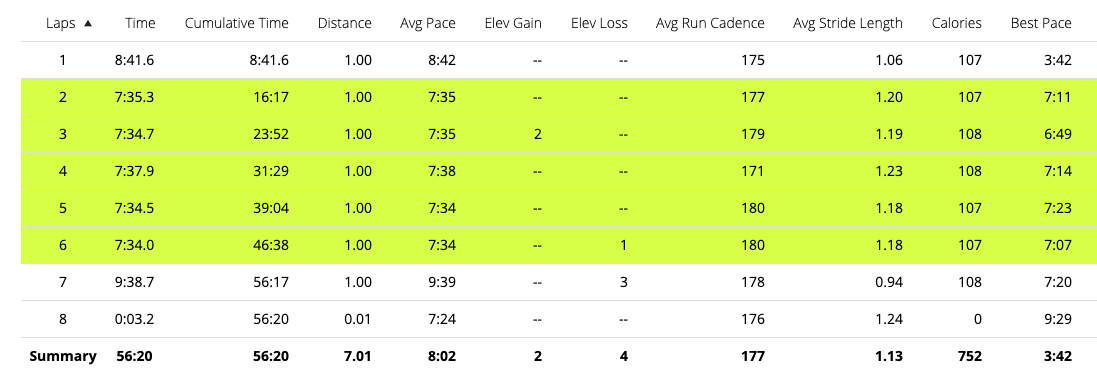 Laps ▲ Time Cumulative Time Distance Avg Pace Elev Gain Elev Loss Avg Run Cadence Avg Stride Length Calories Best Pace
1 8:41.6 8:41.6 1.00 8:42 -- -- 175 1.06 107 3:42
2 7:35.3 16:17 1.00 7:35 -- -- 177 1.20 107 7:11
3 7:34.7 23:52 1.00 7:35 2 -- 179 1.19 108 6:49
4 7:37.9 31:29 1.00 7:38 -- -- 171 1.23 108 7:14
5 7:34.5 39:04 1.00 7:34 -- -- 180 1.18 107 7:23
6 7:34.0 46:38 1.00 7:34 -- 1 180 1.18 107 7:07
7 9:38.7 56:17 1.00 9:39 -- 3 178 0.94 108 7:20
8 0:03.2 56:20 0.01 7:24 -- -- 176 1.24 0 9:29
Summary 56:20 56:20 7.01 8:02 2 4 177 1.13 752 3:42